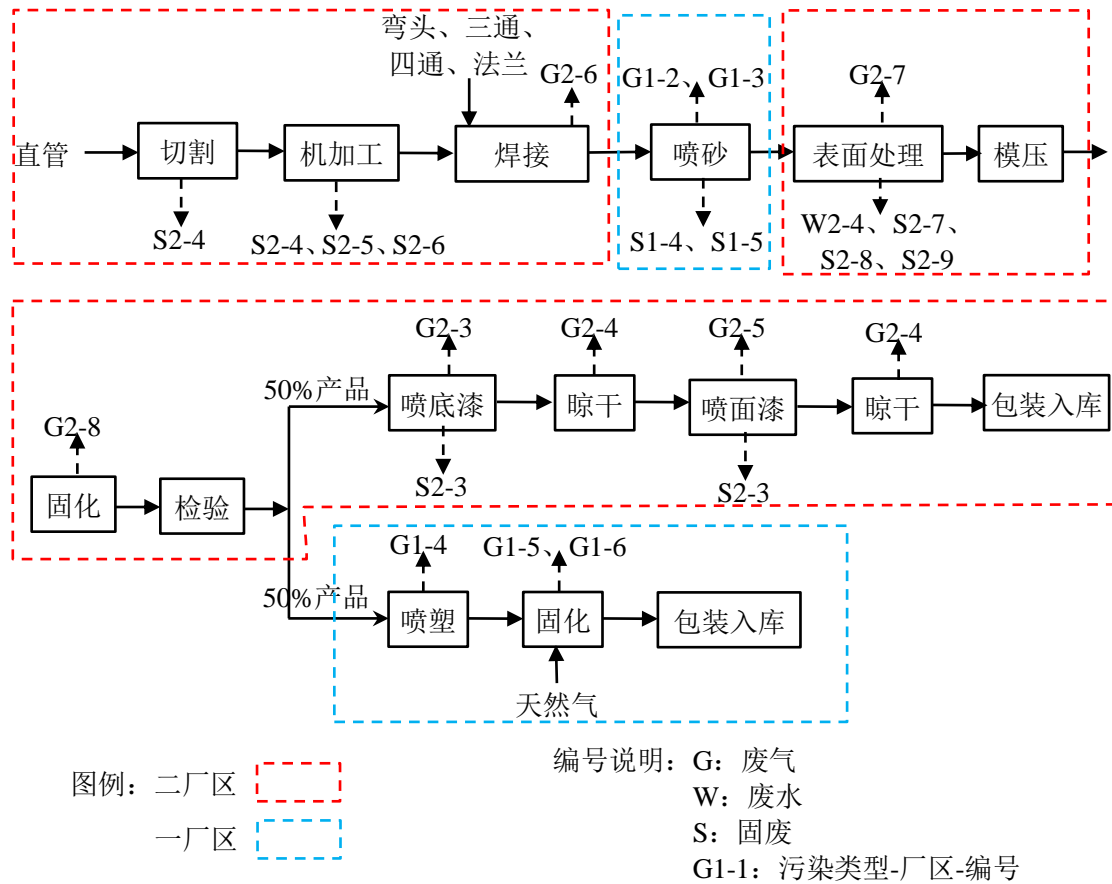 弯头、三通、
四通、法兰
G2-6
G1-2、G1-3
G2-7
直管
切割
机加工
焊接
喷砂
表面处理
模压
S2-4
S2-4、S2-5、S2-6
S1-4、S1-5
W2-4、S2-7、
S2-8、S2-9
G2-3
G2-4
G2-5
G2-4
50%产品
喷底漆
晾干
喷面漆
晾干
包装入库
G2-8
S2-3
S2-3
固化
检验
G1-4
G1-5、G1-6
50%产品
喷塑
固化
包装入库
天然气
图例：二厂区
一厂区
编号说明：G：废气
W：废水
S：固废
G1-1：污染类型-厂区-编号